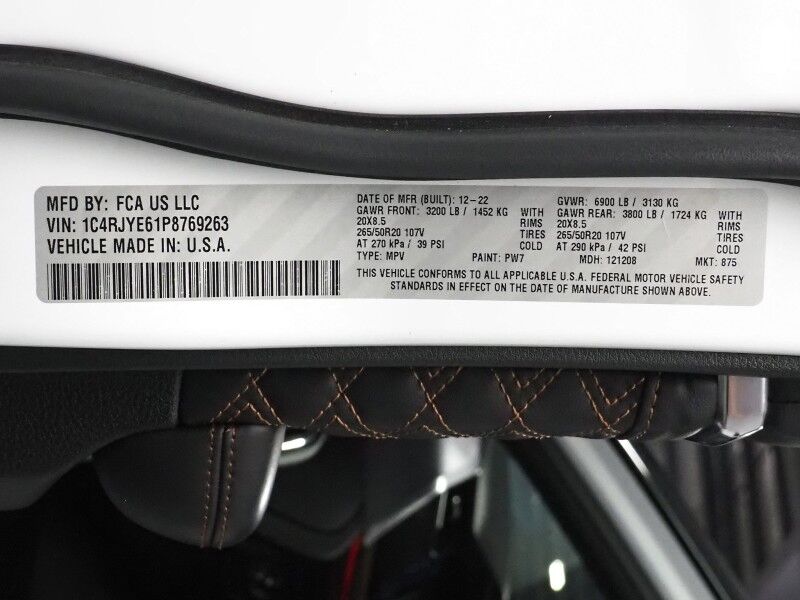 MFD BY: FCA US LLC
VIN: 1C4RJYE61P8769263
VEHICLE MADE IN: U.S.A.
DATE OF MFR (BUILT): 12-22 GVWR: 6900 LB / 3130 KG
GAWR FRONT: 3200 LB / 1452 KG WITH GAWR REAR: 3800 LB / 1724 KG WITH
20X8.5 RIMS 20X8.5 RIMS
265/50R20 107V TIRES 265/50R20 107V TIRES
AT 270 kPa / 39 PSI COLD AT 290 kPa / 42 PSI COLD
TYPE: MPV PAINT: PW7 MDH: 121208 MKT: 875
THIS VEHICLE CONFORMS TO ALL APPLICABLE U.S.A. FEDERAL MOTOR VEHICLE SAFETY
STANDARDS IN EFFECT ON THE DATE OF MANUFACTURE SHOWN ABOVE.